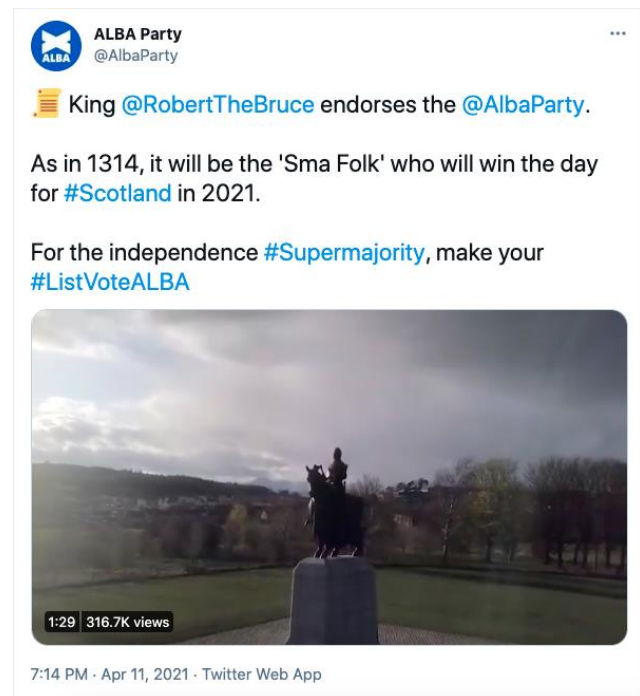 ALBA Party
ALBA
@AlbaParty
King @RobertTheBruce endorses the @AlbaParty.
As in 1314, it will be the 'Sma Folk' who will win the day
for #Scotland in 2021.
For the independence #Supermajority, make your
#ListVoteALBA
1:29 316.7K views
7:14 PM · Apr 11, 2021 · Twitter Web App